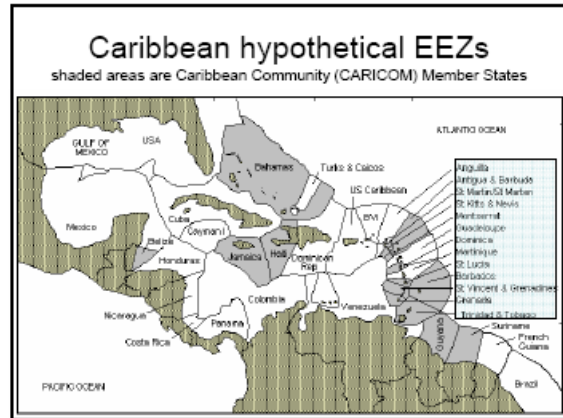 Caribbean hypothetical EEZs
shaded areas are Caribbean Community (CARICOM) Member States
GULF OF
MEXICO
USA
ATLANTIC OCEAN
Bahamas
Turks & Caicos
US Caribbean
BVI
Anguilla
Antigua & Barbuda
St Martin/St Marten
St Kitts & Nevis
Montserrat
Guadeloupe
Dominica
Martinique
St Lucia
Barbados
St Vincent & Grenadines
Grenada
Trinidad & Tobago
Mexico
Cuba
Cayman I
Belize
Honduras
Jamaica
Haiti
Dominican
Rep
Nicaragua
Colombia
Venezuela
Panama
Costa Rica
Guyana
Suriname
French
Guiana
Brazil
PACIFIC OCEAN